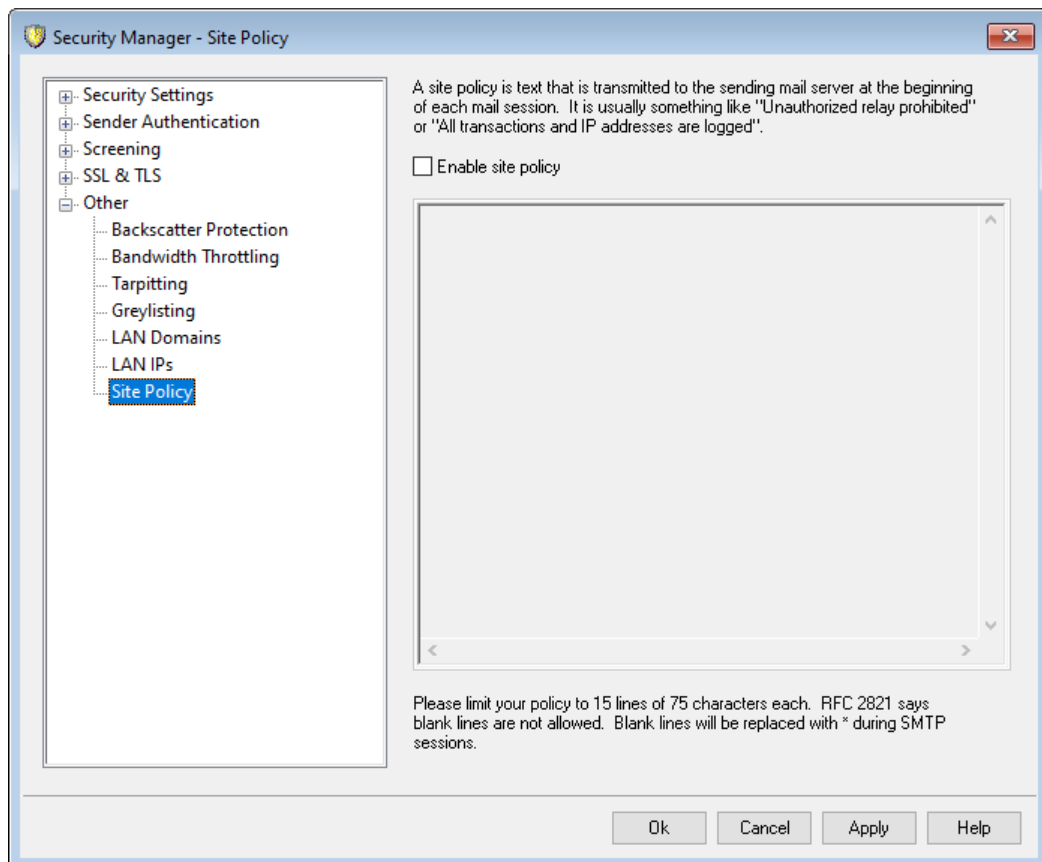 Security Manager - Site Policy
Security Settings
Sender Authentication
Screening
SSL & TLS
Other
Backscatter Protection
Bandwidth Throttling
Tarpitting
Greylisting
LAN Domains
LAN IPs
Site Policy
A site policy is text that is transmitted to the sending mail server at the beginning
of each mail session.  It is usually something like "Unauthorized relay prohibited"
or "All transactions and IP addresses are logged".
Enable site policy
Please limit your policy to 15 lines of 75 characters each.  RFC 2821 says
blank lines are not allowed.  Blank lines will be replaced with * during SMTP
sessions.
Ok
Cancel
Apply
Help